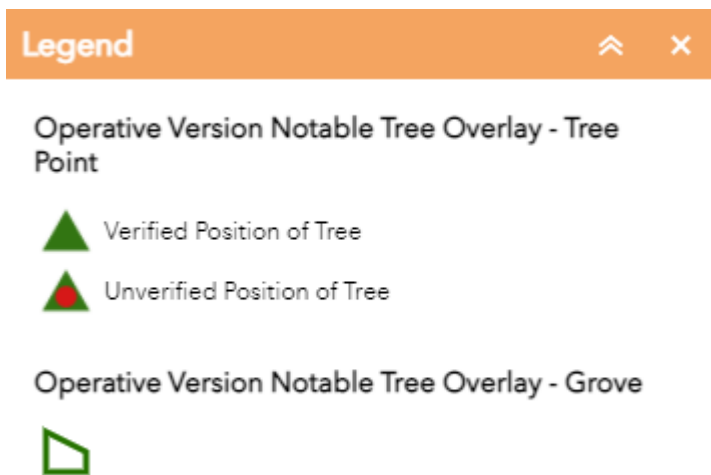 Legend
Operative Version Notable Tree Overlay - Tree
Point
Verified Position of Tree
Unverified Position of Tree
Operative Version Notable Tree Overlay - Grove